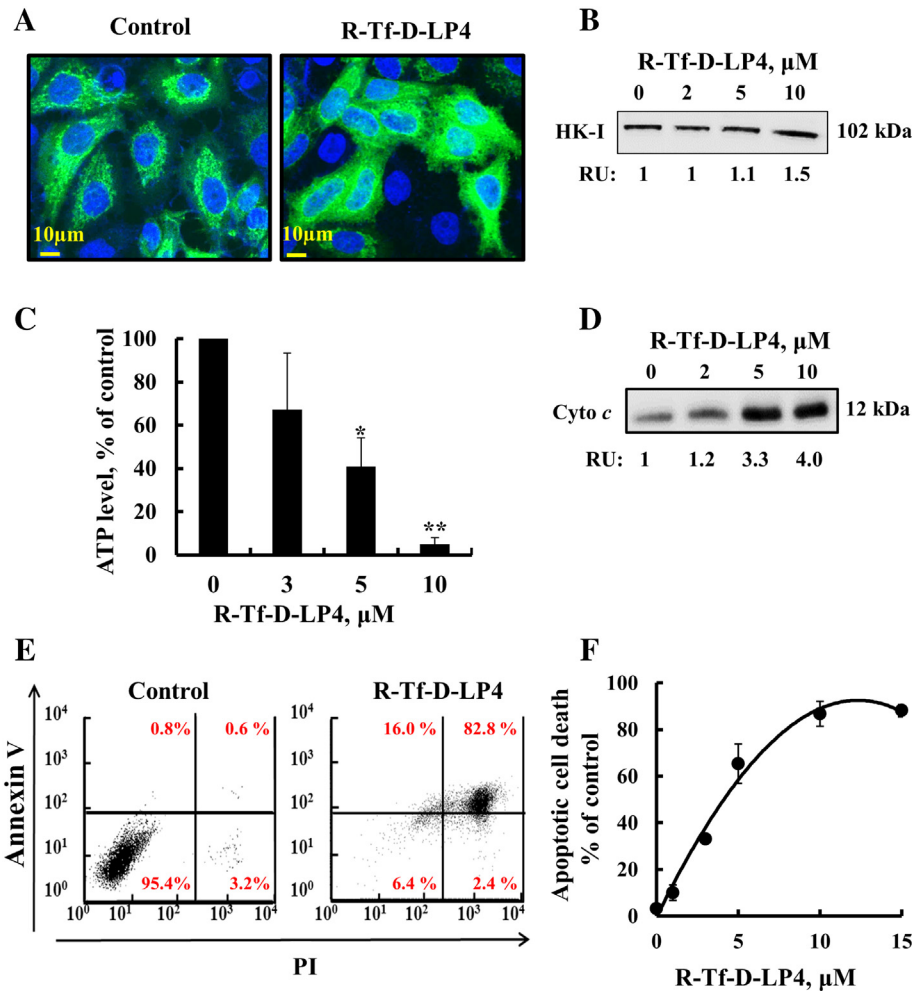 A
Control
R-Tf-D-LP4
10μm
10μm
B
R-Tf-D-LP4, μM
0 2 5 10
HK-I
102 kDa
RU: 1 1 1.1 1.5
C
ATP level, % of control
100
80
60
40
20
0
*
**
0 3 5 10
R-Tf-D-LP4, μM
D
R-Tf-D-LP4, μM
0 2 5 10
Cyto c
12 kDa
RU: 1 1.2 3.3 4.0
E
Control
R-Tf-D-LP4
Annexin V
10⁴
10³
10²
10¹
10⁰
0.8% 0.6 %
95.4% 3.2%
10⁰ 10¹ 10² 10³ 10⁴
10⁴
10³
10²
10¹
10⁰
16.0 % 82.8 %
6.4 % 2.4 %
10⁰ 10¹ 10² 10³ 10⁴
PI
F
Apoptotic cell death
% of control
100
80
60
40
20
0
0 5 10 15
R-Tf-D-LP4, μM